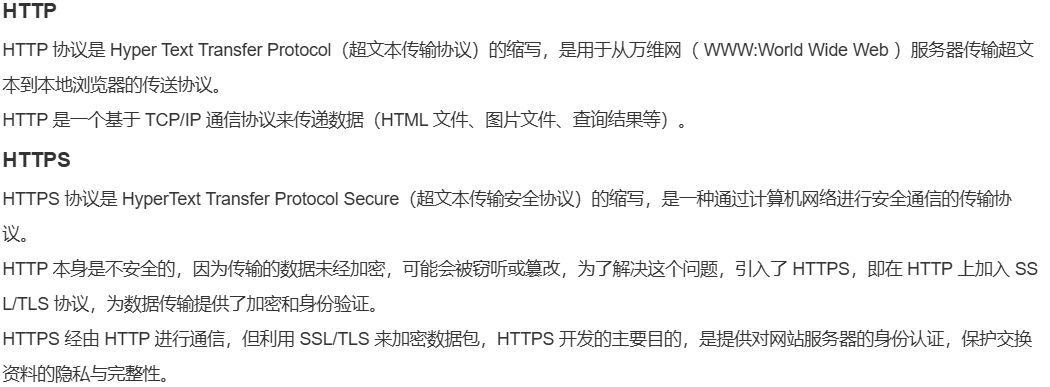 HTTP
HTTP 协议是 Hyper Text Transfer Protocol（超文本传输协议）的缩写，是用于从万维网（ WWW:World Wide Web ）服务器传输超文
本到本地浏览器的传送协议。
HTTP 是一个基于 TCP/IP 通信协议来传递数据（HTML 文件、图片文件、查询结果等）。
HTTPS
HTTPS 协议是 HyperText Transfer Protocol Secure（超文本传输安全协议）的缩写，是一种通过计算机网络进行安全通信的传输协
议。
HTTP 本身是不安全的，因为传输的数据未经加密，可能会被窃听或篡改，为了解决这个问题，引入了 HTTPS，即在 HTTP 上加入 SS
L/TLS 协议，为数据传输提供了加密和身份验证。
HTTPS 经由 HTTP 进行通信，但利用 SSL/TLS 来加密数据包，HTTPS 开发的主要目的，是提供对网站服务器的身份认证，保护交换
资料的隐私与完整性。